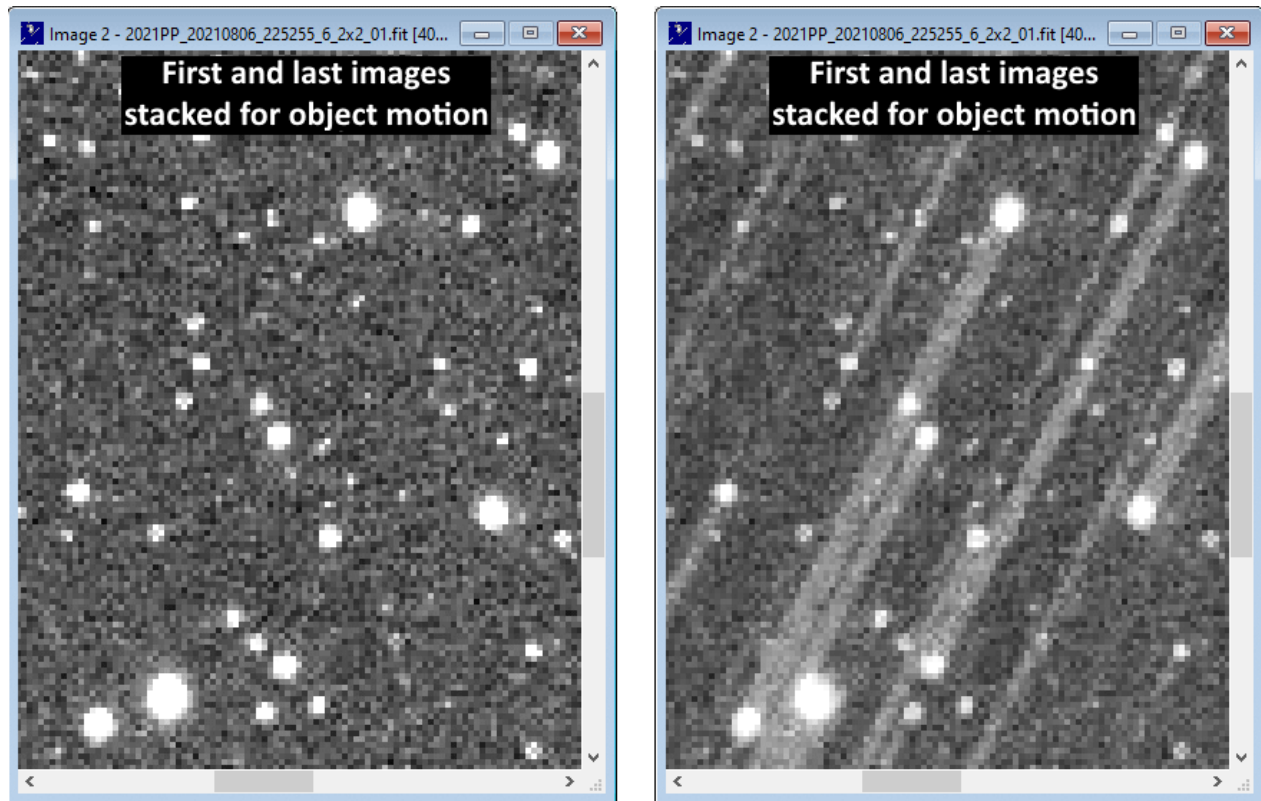 Image 2 - 2021PP_20210806_225255_6_2x2_01.fit [40...
First and last images
stacked for object motion
Image 2 - 2021PP_20210806_225255_6_2x2_01.fit [40...
First and last images
stacked for object motion